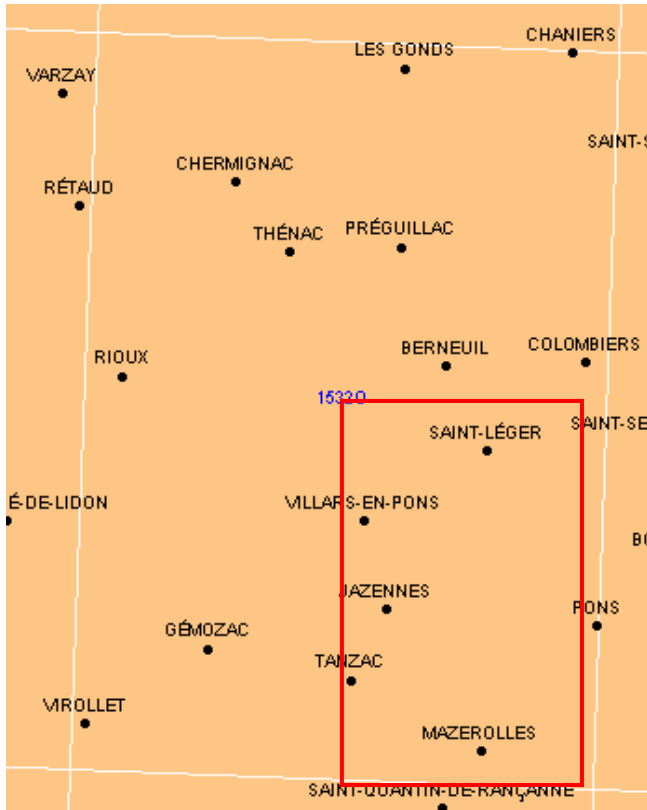 CHANIERS
LES GONDS
VARZAY
SAINT-S
CHERMIGNAC
RÉTAUD
THÉNAC
PRÉGUILLAC
BERNEUIL
COLOMBIERS
RIOUX
1532O
SAINT-LÉGER
SAINT-SE
É-DE-LIDON
VILLARS-EN-PONS
BO
JAZENNES
PONS
GÉMOZAC
TANZAC
VIROLLET
MAZEROLLES
SAINT-QUANTIN-DE-RANÇANNE